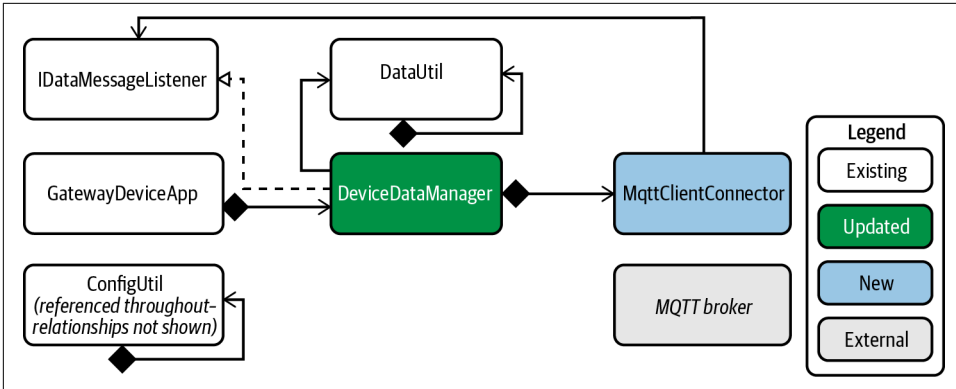 IDataMessageListener
DataUtil
GatewayDeviceApp
DeviceDataManager
MqttClientConnector
ConfigUtil
(referenced throughout–
relationships not shown)
MQTT broker
Legend
Existing
Updated
New
External